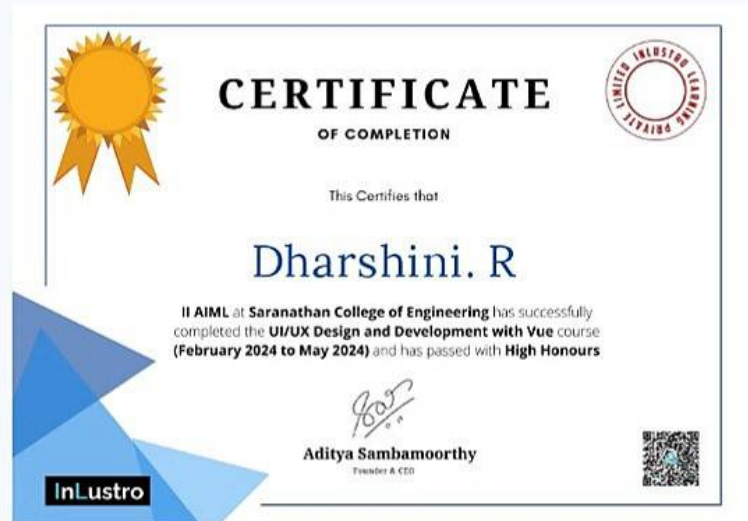 CERTIFICATE
OF COMPLETION
INLUSTRO LEARNING PRIVATE LIMITED
This Certifies that
Dharshini. R
II AIML at Saranathan College of Engineering has successfully
completed the UI/UX Design and Development with Vue course
(February 2024 to May 2024) and has passed with High Honours
Aditya Sambamoorthy
Founder & CEO
InLustro